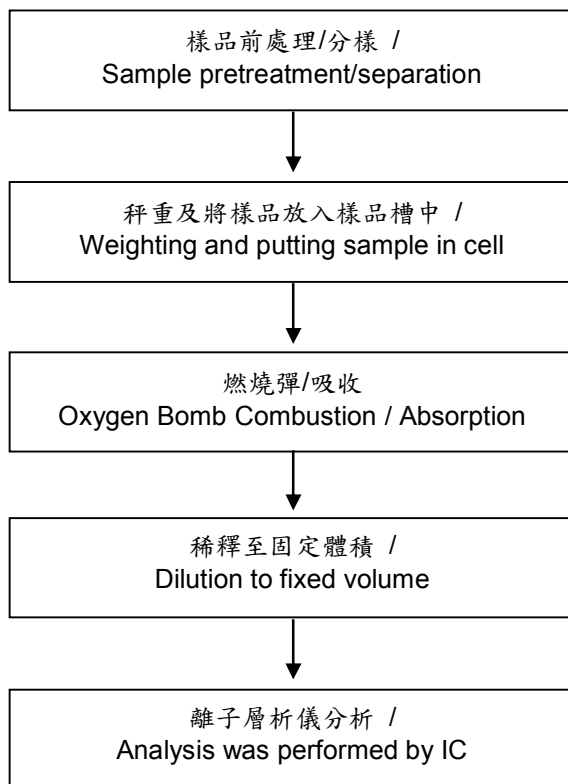 樣品前處理/分樣 /
Sample pretreatment/separation
秤重及將樣品放入樣品槽中 /
Weighting and putting sample in cell
燃燒彈/吸收
Oxygen Bomb Combustion / Absorption
稀釋至固定體積 /
Dilution to fixed volume
離子層析儀分析 /
Analysis was performed by IC